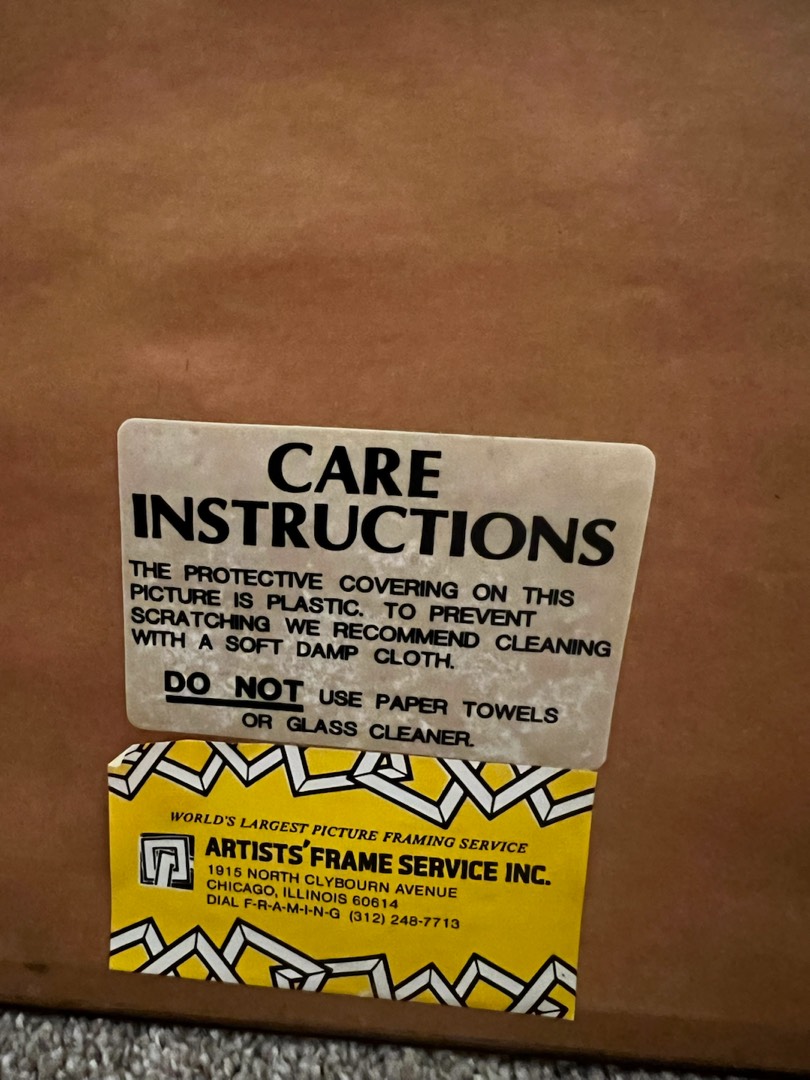 CARE
INSTRUCTIONS
THE PROTECTIVE COVERING ON THIS
PICTURE IS PLASTIC. TO PREVENT
SCRATCHING WE RECOMMEND CLEANING
WITH A SOFT DAMP CLOTH.
DO NOT USE PAPER TOWELS
OR GLASS CLEANER.
WORLD'S LARGEST PICTURE FRAMING SERVICE
ARTISTS' FRAME SERVICE INC.
1915 NORTH CLYBOURN AVENUE
CHICAGO, ILLINOIS 60614
DIAL F-R-A-M-I-N-G (312) 248-7713